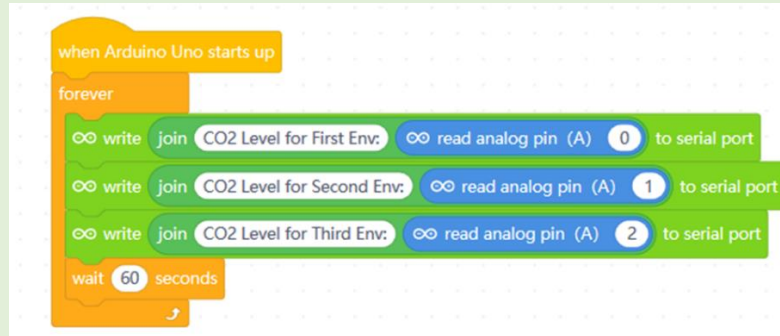 when Arduino Uno starts up
forever
write join CO2 Level for First Env: read analog pin (A) 0 to serial port
write join CO2 Level for Second Env: read analog pin (A) 1 to serial port
write join CO2 Level for Third Env: read analog pin (A) 2 to serial port
wait 60 seconds